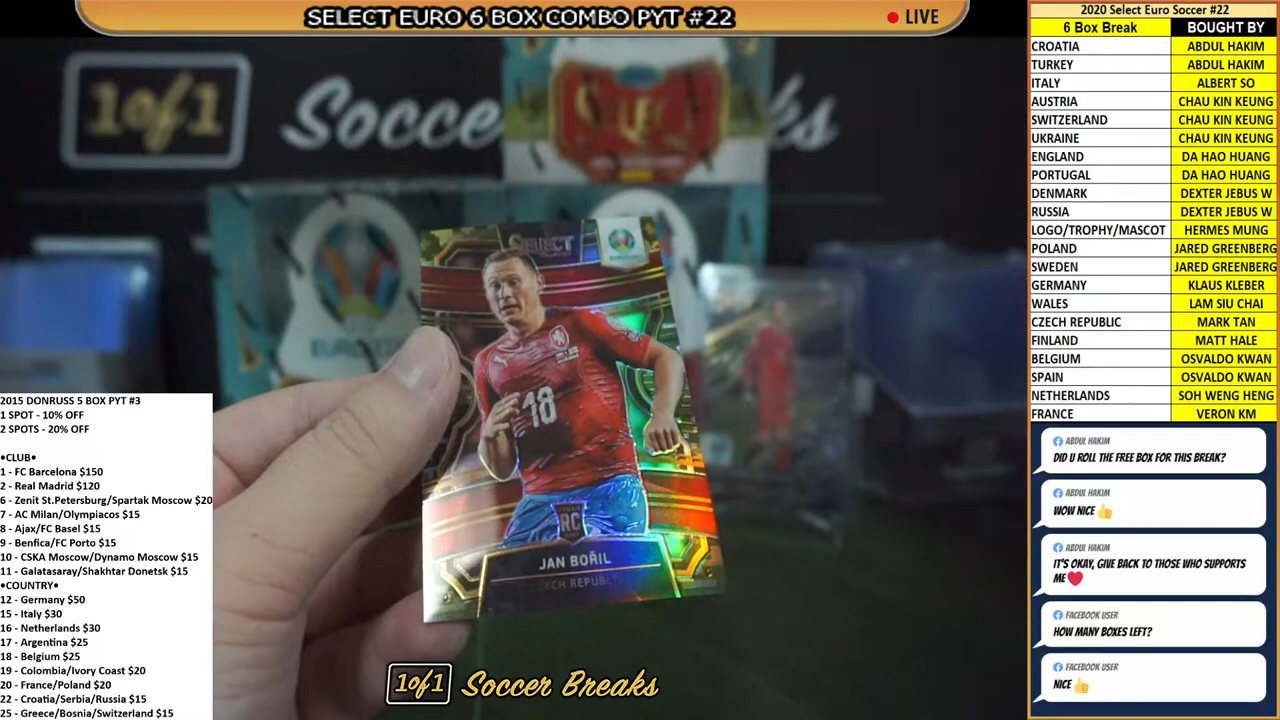 SELECT EURO 6 BOX COMBO PYT #22
LIVE
1of1 Soccer
SELECT
18
RC
JAN BOŘIL
CZECH REPUBLIC
1of1 Soccer Breaks
2020 Select Euro Soccer #22
6 Box Break BOUGHT BY
CROATIA ABDUL HAKIM
TURKEY ABDUL HAKIM
ITALY ALBERT SO
AUSTRIA CHAU KIN KEUNG
SWITZERLAND CHAU KIN KEUNG
UKRAINE CHAU KIN KEUNG
ENGLAND DA HAO HUANG
PORTUGAL DA HAO HUANG
DENMARK DEXTER JEBUS W
RUSSIA DEXTER JEBUS W
LOGO/TROPHY/MASCOT HERMES MUNG
POLAND JARED GREENBERG
SWEDEN JARED GREENBERG
GERMANY KLAUS KLEBER
WALES LAM SIU CHAI
CZECH REPUBLIC MARK TAN
FINLAND MATT HALE
BELGIUM OSVALDO KWAN
SPAIN OSVALDO KWAN
NETHERLANDS SOH WENG HENG
FRANCE VERON KM
2015 DONRUSS 5 BOX PYT #3
1 SPOT - 10% OFF
2 SPOTS - 20% OFF
•CLUB•
1 - FC Barcelona $150
2 - Real Madrid $120
6 - Zenit St.Petersburg/Spartak Moscow $20
7 - AC Milan/Olympiacos $15
8 - Ajax/FC Basel $15
9 - Benfica/FC Porto $15
10 - CSKA Moscow/Dynamo Moscow $15
11 - Galatasaray/Shakhtar Donetsk $15
•COUNTRY•
12 - Germany $50
15 - Italy $30
16 - Netherlands $30
17 - Argentina $25
18 - Belgium $25
19 - Colombia/Ivory Coast $20
20 - France/Poland $20
22 - Croatia/Serbia/Russia $15
25 - Greece/Bosnia/Switzerland $15
ABDUL HAKIM
DID U ROLL THE FREE BOX FOR THIS BREAK?
ABDUL HAKIM
WOW NICE 👍
ABDUL HAKIM
IT'S OKAY, GIVE BACK TO THOSE WHO SUPPORTS
ME❤️
FACEBOOK USER
HOW MANY BOXES LEFT?
FACEBOOK USER
NICE 👍